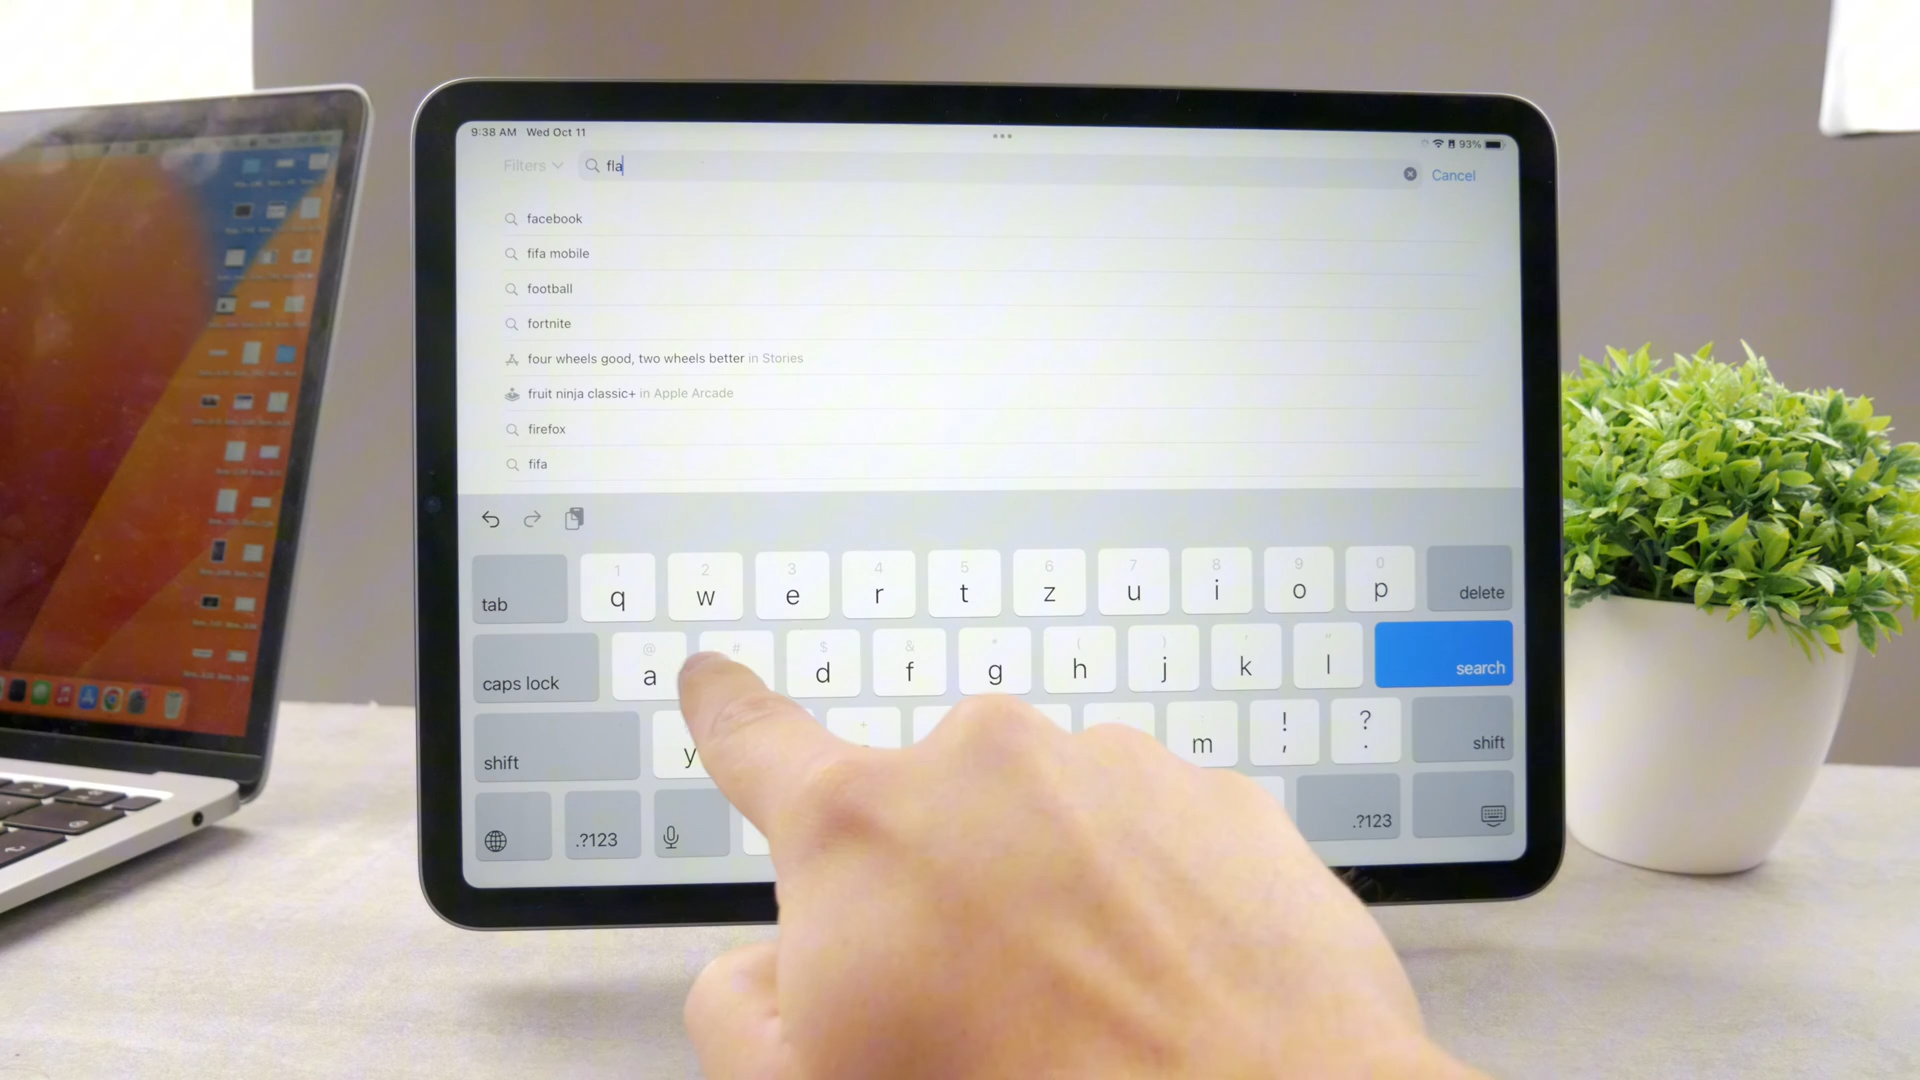 9:38 AM Wed Oct 11
93%
Filters fla Cancel
facebook
fifa mobile
football
fortnite
four wheels good, two wheels better in Stories
fruit ninja classic+ in Apple Arcade
firefox
fifa
1 2 3 4 5 6 7 8 9 0
tab q w e r t z u i o p delete
@ # $ & * ( ) ' "
caps lock a d f g h j k l search
+ ! ?
shift y m , . shift
.?123 .?123